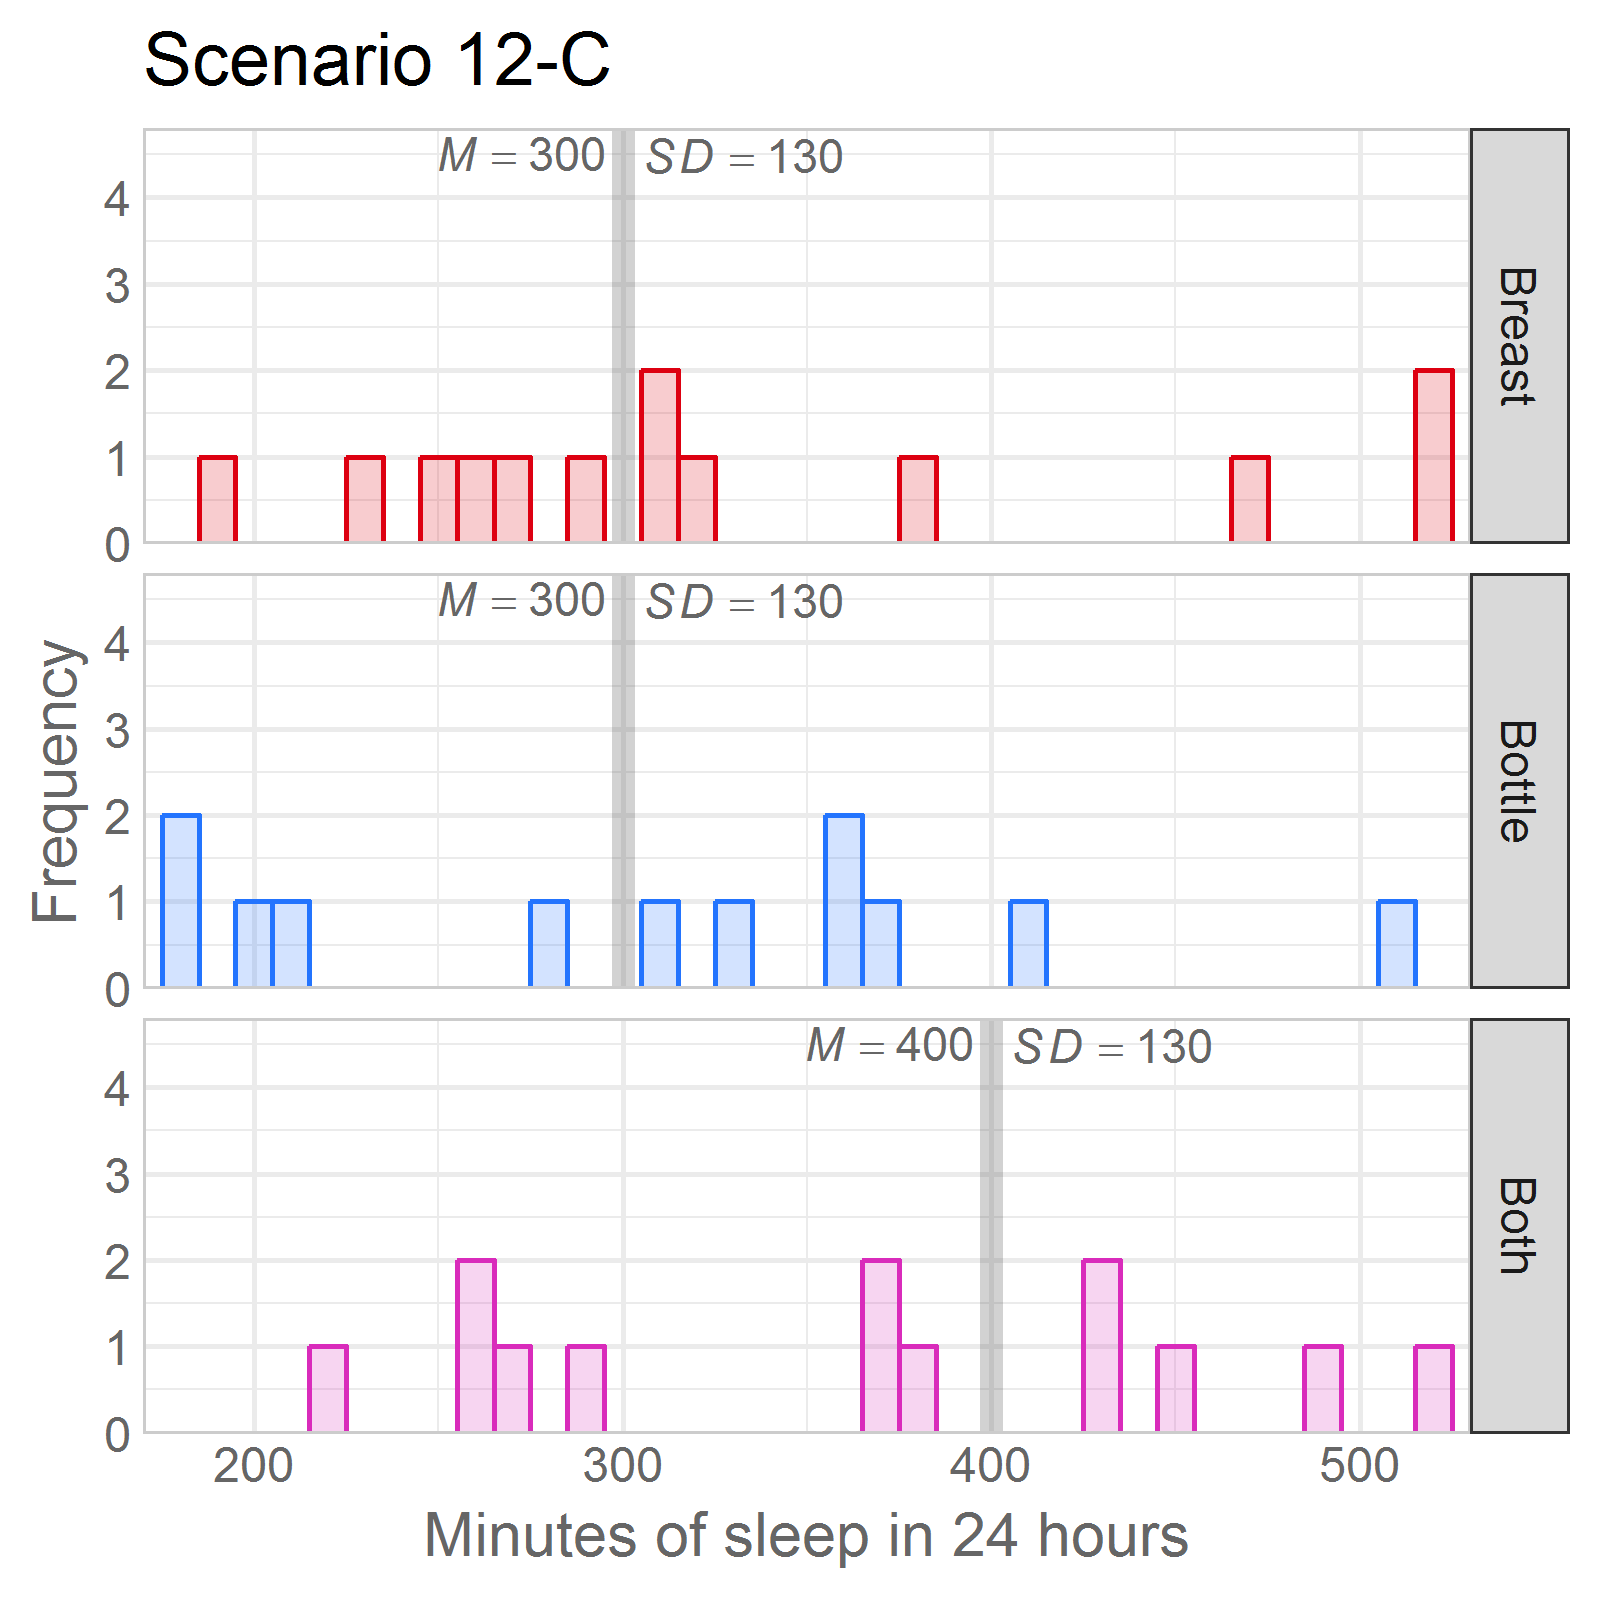 Scenario 12-C
Frequency
M = 300 SD = 130
4
3
2
1
0
Breast
M = 300 SD = 130
4
3
2
1
0
Bottle
M = 400 SD = 130
4
3
2
1
0
Both
200 300 400 500
Minutes of sleep in 24 hours